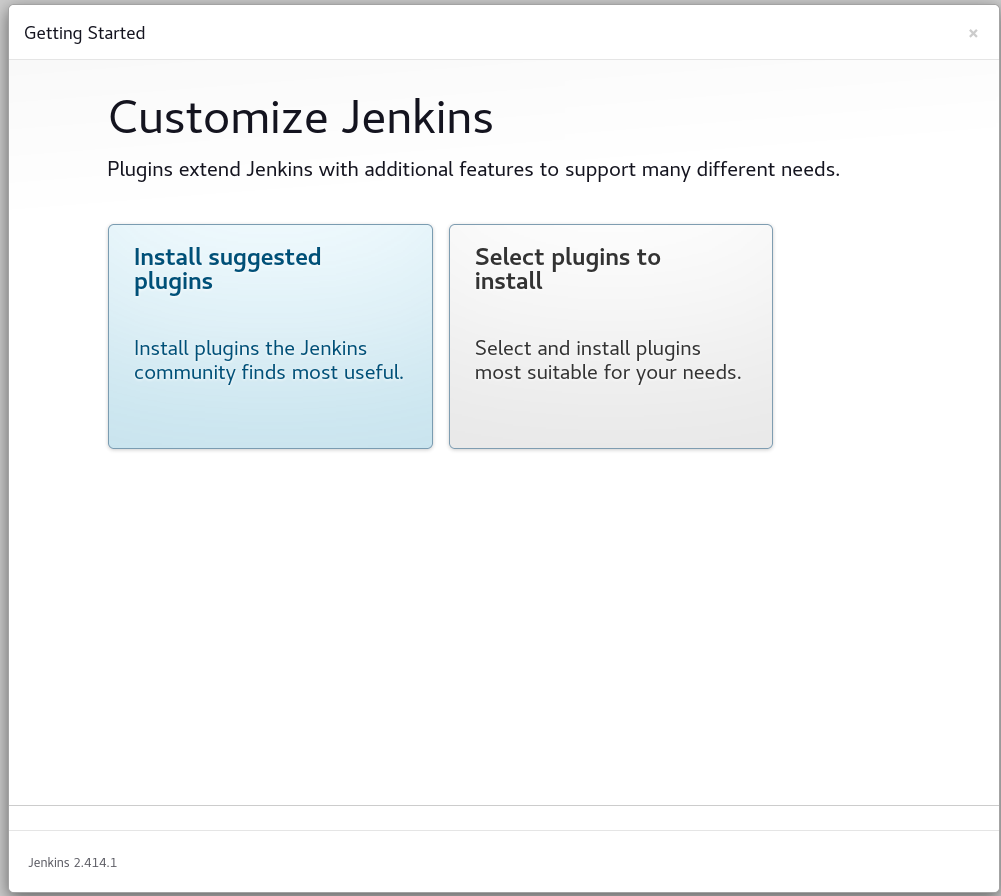 Getting Started
×
Customize Jenkins
Plugins extend Jenkins with additional features to support many different needs.
Install suggested
plugins
Install plugins the Jenkins
community finds most useful.
Select plugins to
install
Select and install plugins
most suitable for your needs.
Jenkins 2.414.1